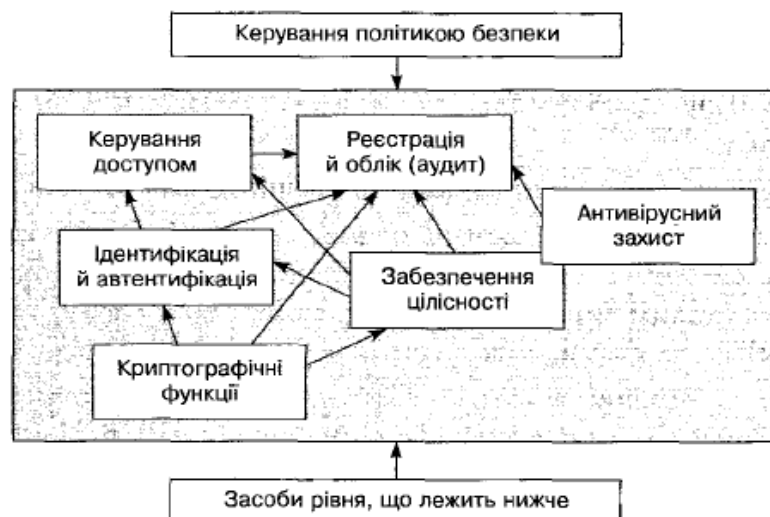 Керування політикою безпеки
Керування
доступом
Реєстрація
й облік (аудит)
Антивірусний
захист
Ідентифікація
й автентифікація
Забезпечення
цілісності
Криптографічні
функції
Засоби рівня, що лежить нижче